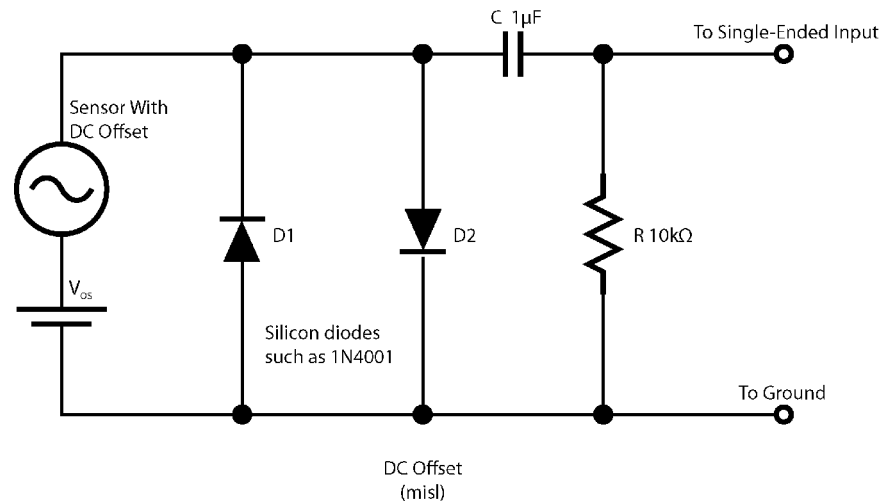 C 1µF
To Single-Ended Input
Sensor With
DC Offset
D1
D2
R 10kΩ
Vos
Silicon diodes
such as 1N4001
To Ground
DC Offset
(misl)